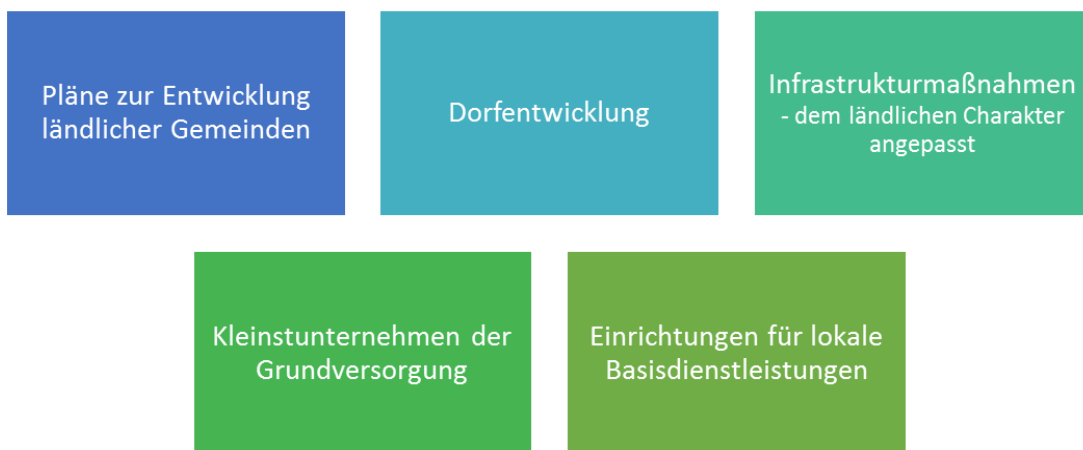 Pläne zur Entwicklung
ländlicher Gemeinden
Dorfentwicklung
Infrastrukturmaßnahmen
- dem ländlichen Charakter
angepasst
Kleinstunternehmen der
Grundversorgung
Einrichtungen für lokale
Basisdienstleistungen